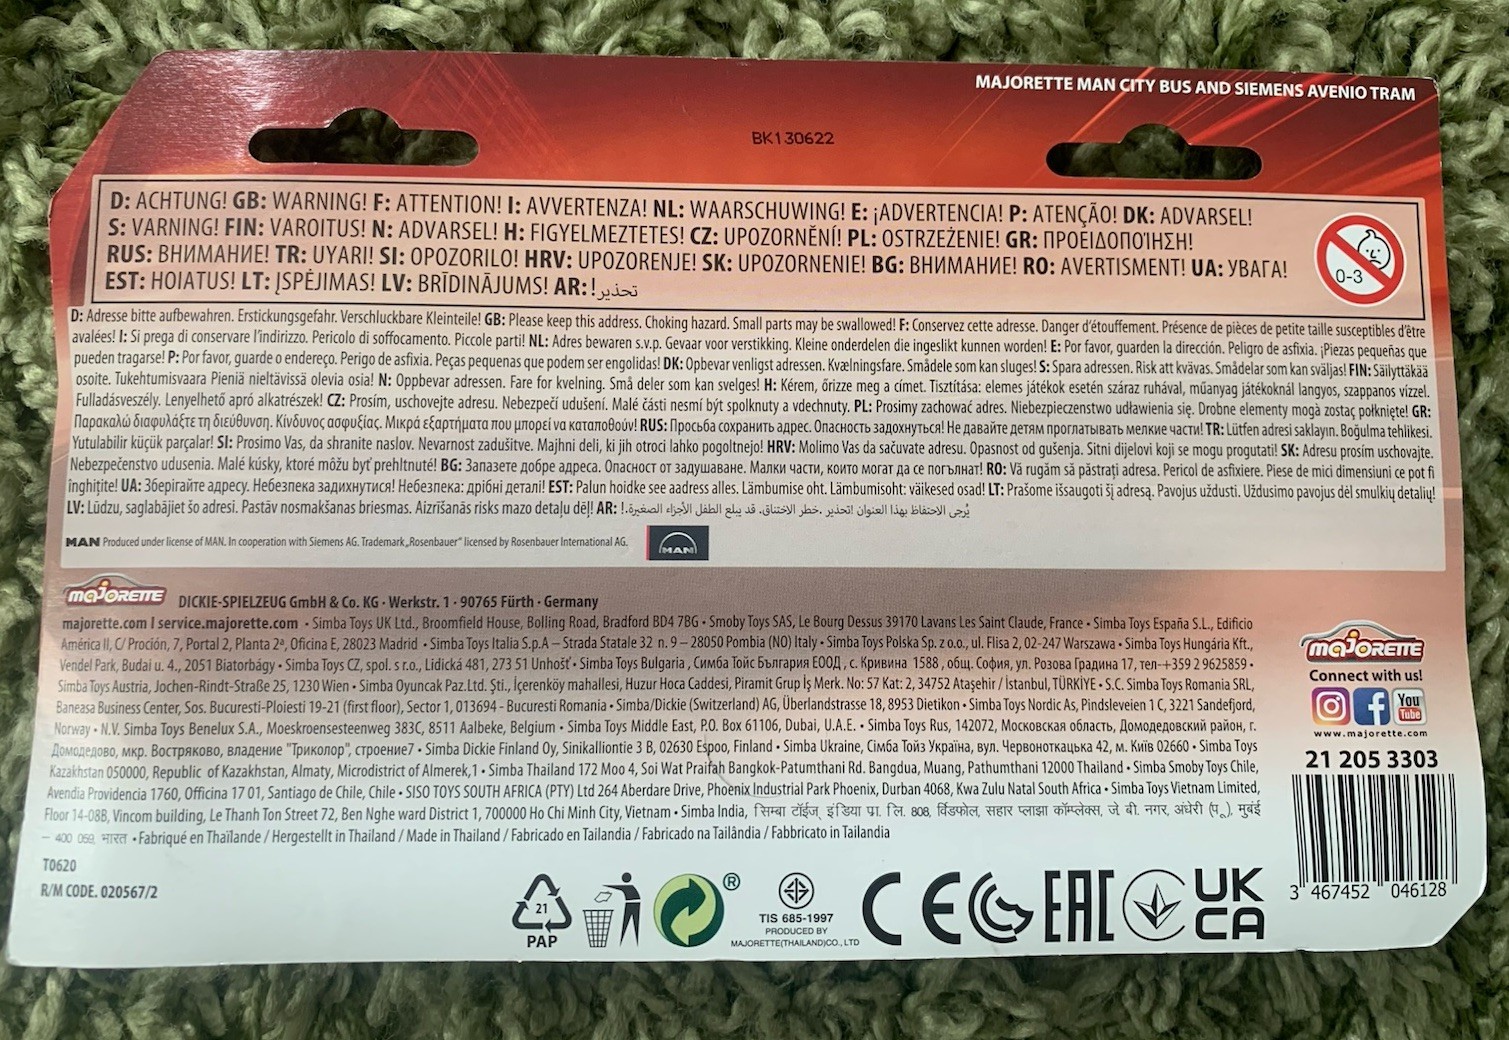 MAJORETTE MAN CITY BUS AND SIEMENS AVENIO TRAM
BK130622
D: ACHTUNG! GB: WARNING! F: ATTENTION! I: AVVERTENZA! NL: WAARSCHUWING! E: ¡ADVERTENCIA! P: ATENÇÃO! DK: ADVARSEL!
S: VARNING! FIN: VAROITUS! N: ADVARSEL! H: FIGYELMEZTETES! CZ: UPOZORNĚNÍ! PL: OSTRZEŻENIE! GR: ΠΡΟΕΙΔΟΠΟΊΗΣΗ!
RUS: ВНИМАНИЕ! TR: UYARI! SI: OPOZORILO! HRV: UPOZORENJE! SK: UPOZORNENIE! BG: ВНИМАНИЕ! RO: AVERTISMENT! UA: УВАГА!
EST: HOIATUS! LT: ĮSPĖJIMAS! LV: BRĪDINĀJUMS! AR: تحذير!
0-3
D: Adresse bitte aufbewahren. Erstickungsgefahr. Verschluckbare Kleinteile! GB: Please keep this address. Choking hazard. Small parts may be swallowed! F: Conservez cette adresse. Danger d'étouffement. Présence de pièces de petite taille susceptibles d'être
avalées! I: Si prega di conservare l'indirizzo. Pericolo di soffocamento. Piccole parti! NL: Adres bewaren s.v.p. Gevaar voor verstikking. Kleine onderdelen die ingeslikt kunnen worden! E: Por favor, guarden la dirección. Peligro de asfixia. ¡Piezas pequeñas que
pueden tragarse! P: Por favor, guarde o endereço. Perigo de asfixia. Peças pequenas que podem ser engolidas! DK: Opbevar venligst adressen. Kvælningsfare. Smådele som kan sluges! S: Spara adressen. Risk att kvävas. Smådelar som kan sväljas! FIN: Säilyttäkää
osoite. Tukehtumisvaara Pieniä nieltävissä olevia osia! N: Oppbevar adressen. Fare for kvelning. Små deler som kan svelges! H: Kérem, őrizze meg a címet. Tisztítása: elemes játékok esetén száraz ruhával, műanyag játékoknál langyos, szappanos vízzel.
Fulladásveszély. Lenyelhető apró alkatrészek! CZ: Prosím, uschovejte adresu. Nebezpečí udušení. Malé části nesmí být spolknuty a vdechnuty. PL: Prosimy zachować adres. Niebezpieczenstwo udławienia się. Drobne elementy mogà zostaç połknięte! GR:
Παρακαλώ διαφυλάξτε τη διεύθυνση. Κίνδυνος ασφυξίας. Μικρά εξαρτήματα που μπορεί να καταποθούν! RUS: Просьба сохранить адрес. Опасность задохнуться! Не давайте детям проглатывать мелкие части! TR: Lütfen adresi saklayın. Boğulma tehlikesi.
Yutulabilir küçük parçalar! SI: Prosimo Vas, da shranite naslov. Nevarnost zadušitve. Majhni deli, ki jih otroci lahko pogoltnejo! HRV: Molimo Vas da sačuvate adresu. Opasnost od gušenja. Sitni dijelovi koji se mogu progutati! SK: Adresu prosím uschovajte.
Nebezpečenstvo udusenia. Malé kúsky, ktoré môžu byť prehltnuté! BG: Запазете добре адреса. Опасност от задушаване. Малки части, които могат да се погълнат! RO: Vă rugăm să păstrați adresa. Pericol de asfixiere. Piese de mici dimensiuni ce pot fi
înghițite! UA: Зберігайте адресу. Небезпека задихнутися! Небезпека: дрібні деталі! EST: Palun hoidke see aadress alles. Lämbumise oht. Lämbumisoht: väikesed osad! LT: Prašome išsaugoti šį adresą. Pavojus uždusti. Uždusimo pavojus dėl smulkių detalių!
LV: Lūdzu, saglabājiet šo adresi. Pastāv nosmakšanas briesmas. Aizrīšanās risks mazo detaļu dēļ! AR: يُرجى الاحتفاظ بهذا العنوان !تحذير .خطر الاختناق. قد يبلع الطفل الأجزاء الصغيرة.!
MAN Produced under license of MAN. In cooperation with Siemens AG. Trademark „Rosenbauer" licensed by Rosenbauer International AG.
MAN
MAJORETTE DICKIE-SPIELZEUG GmbH & Co. KG · Werkstr. 1 · 90765 Fürth · Germany
majorette.com I service.majorette.com • Simba Toys UK Ltd., Broomfield House, Bolling Road, Bradford BD4 7BG • Smoby Toys SAS, Le Bourg Dessus 39170 Lavans Les Saint Claude, France • Simba Toys España S.L., Edificio
América II, C/ Proción, 7, Portal 2, Planta 2ª, Oficina E, 28023 Madrid • Simba Toys Italia S.p.A – Strada Statale 32 n. 9 – 28050 Pombia (NO) Italy • Simba Toys Polska Sp. z o.o., ul. Flisa 2, 02-247 Warszawa • Simba Toys Hungária Kft.,
Vendel Park, Budai u. 4., 2051 Biatorbágy • Simba Toys CZ, spol. s r.o., Lidická 481, 273 51 Unhošť • Simba Toys Bulgaria , Симба Тойс България ЕООД , с. Кривина 1588 , общ. София, ул. Розова Градина 17, тел-+359 2 9625859 •
Simba Toys Austria, Jochen-Rindt-Straße 25, 1230 Wien • Simba Oyuncak Paz.Ltd. Şti., İçerenköy mahallesi, Huzur Hoca Caddesi, Piramit Grup İş Merk. No: 57 Kat: 2, 34752 Ataşehir / İstanbul, TÜRKİYE • S.C. Simba Toys Romania SRL,
Baneasa Business Center, Sos. Bucuresti-Ploiesti 19-21 (first floor), Sector 1, 013694 - Bucuresti Romania • Simba/Dickie (Switzerland) AG, Überlandstrasse 18, 8953 Dietikon • Simba Toys Nordic As, Pindsleveien 1 C, 3221 Sandefjord,
Norway • N.V. Simba Toys Benelux S.A., Moeskroensesteenweg 383C, 8511 Aalbeke, Belgium • Simba Toys Middle East, P.O. Box 61106, Dubai, U.A.E. • Simba Toys Rus, 142072, Московская область, Домодедовский район, г.
Домодедово, мкр. Востряково, владение "Триколор", строение7 • Simba Dickie Finland Oy, Sinikalliontie 3 B, 02630 Espoo, Finland • Simba Ukraine, Сімба Тойз Україна, вул. Червоноткацька 42, м. Київ 02660 • Simba Toys
Kazakhstan 050000, Republic of Kazakhstan, Almaty, Microdistrict of Almerek,1 • Simba Thailand 172 Moo 4, Soi Wat Praifah Bangkok-Patumthani Rd. Bangdua, Muang, Pathumthani 12000 Thailand • Simba Smoby Toys Chile,
Avendia Providencia 1760, Officina 17 01, Santiago de Chile, Chile • SISO TOYS SOUTH AFRICA (PTY) Ltd 264 Aberdare Drive, Phoenix Industrial Park Phoenix, Durban 4068, Kwa Zulu Natal South Africa • Simba Toys Vietnam Limited,
Floor 14-08B, Vincom building, Le Thanh Ton Street 72, Ben Nghe ward District 1, 700000 Ho Chi Minh City, Vietnam • Simba India, सिम्बा टॉईज् इंडिया प्रा. लि. 808, विंडफोल, सहार प्लाझा कॉम्प्लेक्स, जे बी. नगर, अंधेरी (पू.), मुंबई
– 400 059, भारत • Fabriqué en Thaïlande / Hergestellt in Thailand / Made in Thailand / Fabricado en Tailandia / Fabricado na Tailândia / Fabbricato in Tailandia
T0620
R/M CODE. 020567/2
21
PAP
®
TIS 685-1997
PRODUCED BY
MAJORETTE(THAILAND)CO., LTD
CE
EAC
UK
CA
MAJORETTE
Connect with us!
You
Tube
www.majorette.com
21 205 3303
3 467452 046128